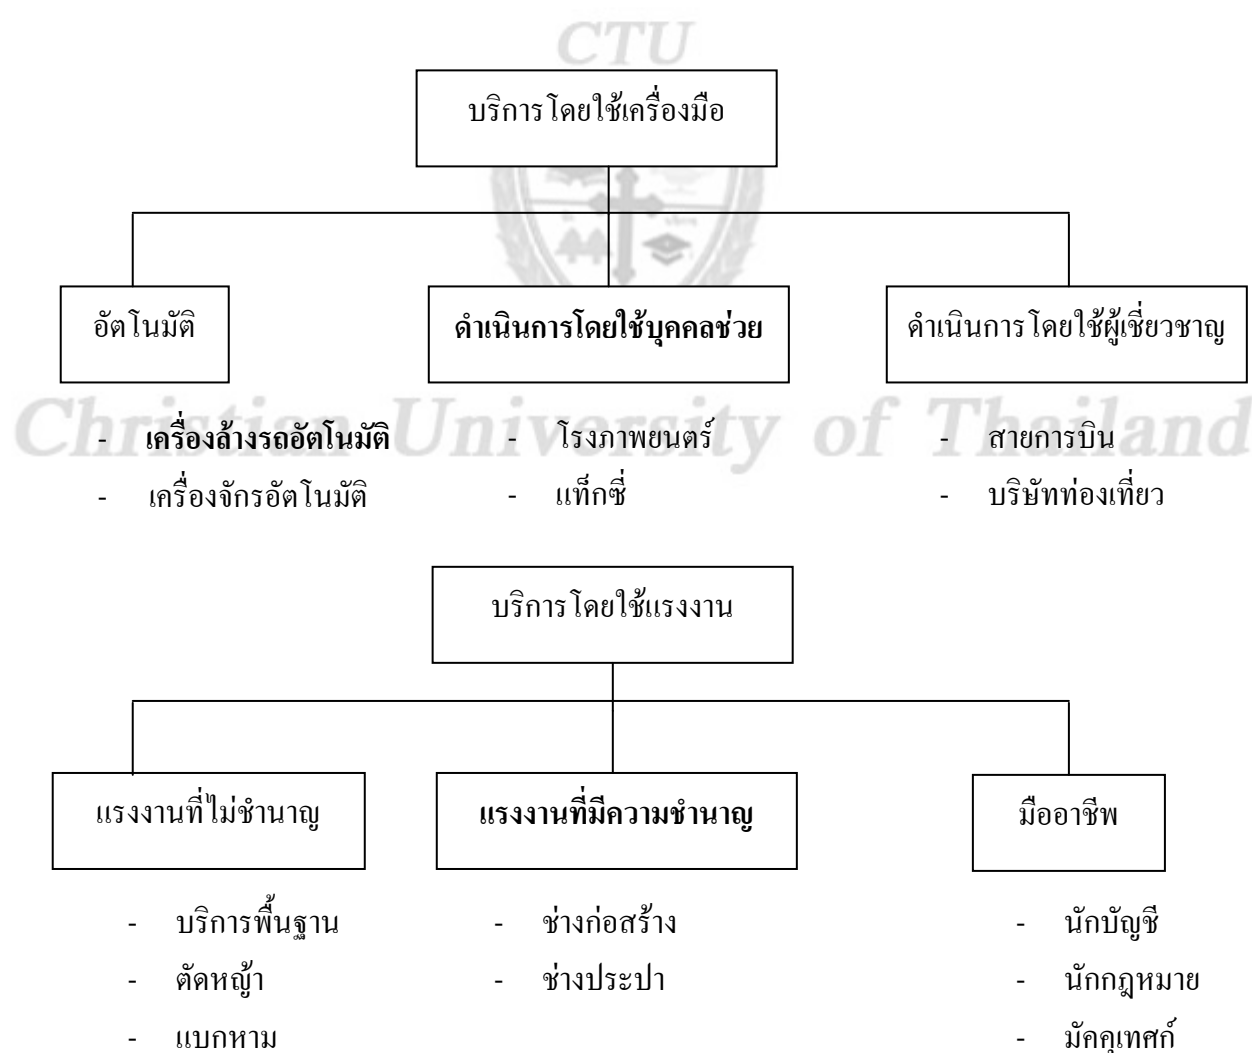 CTU
บริการโดยใช้เครื่องมือ
อัตโนมัติ
ดำเนินการโดยใช้บุคคลช่วย
ดำเนินการโดยใช้ผู้เชี่ยวชาญ
Christian University of Thailand
- เครื่องล้างรถอัตโนมัติ
- เครื่องจักรอัตโนมัติ
- โรงภาพยนตร์
- แท็กซี่
- สายการบิน
- บริษัทท่องเที่ยว
บริการโดยใช้แรงงาน
แรงงานที่ไม่ชำนาญ
แรงงานที่มีความชำนาญ
มืออาชีพ
- บริการพื้นฐาน
- ตัดหญ้า
- แบกหาม
- ช่างก่อสร้าง
- ช่างประปา
- นักบัญชี
- นักกฎหมาย
- มัคคุเทศก์